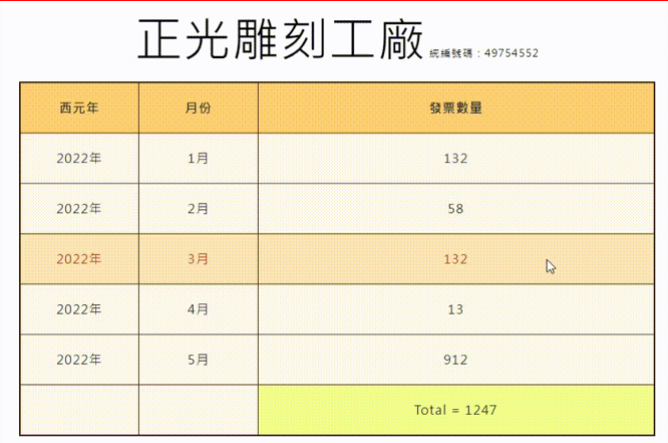 正光雕刻工廠 統編號碼：49754552
西元年 月份 發票數量
2022年 1月 132
2022年 2月 58
2022年 3月 132
2022年 4月 13
2022年 5月 912
Total = 1247